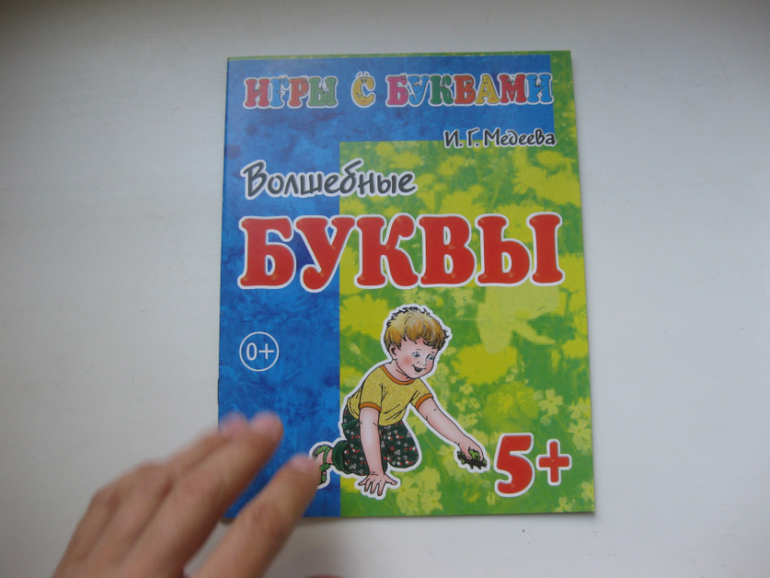 ИГРЫ С БУКВАМИ
И. Г. Медеева
Волшебные
БУКВЫ
0+
5+